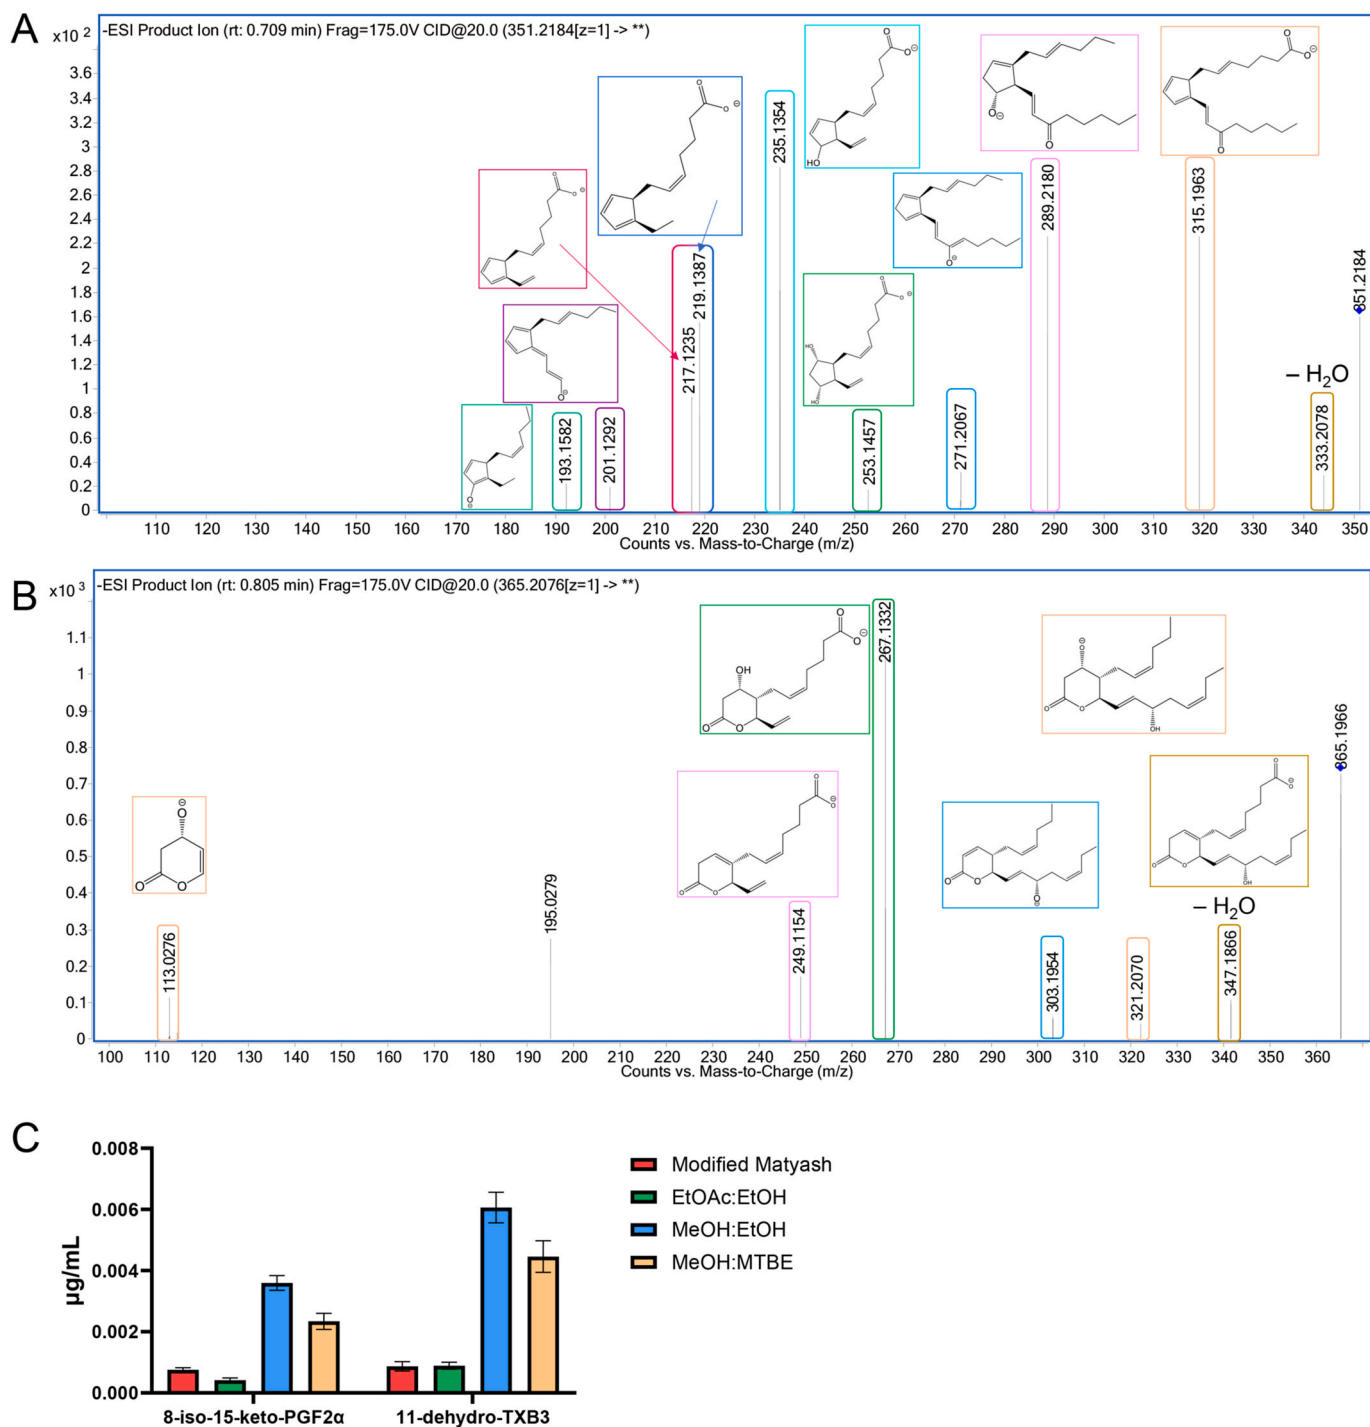 A
-ESI Product Ion (rt: 0.709 min) Frag=175.0V CID@20.0 (351.2184[z=1] -> **)
x10 2
3.6
3.4
3.2
3
2.8
2.6
2.4
2.2
2
1.8
1.6
1.4
1.2
1
0.8
0.6
0.4
0.2
0
193.1582
201.1292
217.1235
219.1387
235.1354
253.1457
271.2067
289.2180
315.1963
– H2O
333.2078
351.2184
110 120 130 140 150 160 170 180 190 200 210 220 230 240 250 260 270 280 290 300 310 320 330 340 350
Counts vs. Mass-to-Charge (m/z)
B
-ESI Product Ion (rt: 0.805 min) Frag=175.0V CID@20.0 (365.2076[z=1] -> **)
x10 3
1.1
1
0.9
0.8
0.7
0.6
0.5
0.4
0.3
0.2
0.1
0
113.0276
195.0279
249.1154
267.1332
303.1954
321.2070
– H2O
347.1866
365.1966
100 110 120 130 140 150 160 170 180 190 200 210 220 230 240 250 260 270 280 290 300 310 320 330 340 350 360
Counts vs. Mass-to-Charge (m/z)
C
µg/mL
0.008
0.006
0.004
0.002
0.000
8-iso-15-keto-PGF2α 11-dehydro-TXB3
Modified Matyash
EtOAc:EtOH
MeOH:EtOH
MeOH:MTBE